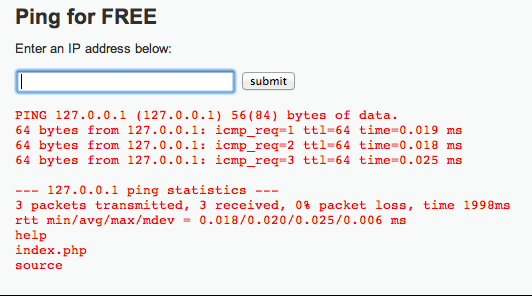 Ping for FREE
Enter an IP address below:
submit
PING 127.0.0.1 (127.0.0.1) 56(84) bytes of data.
64 bytes from 127.0.0.1: icmp_req=1 ttl=64 time=0.019 ms
64 bytes from 127.0.0.1: icmp_req=2 ttl=64 time=0.018 ms
64 bytes from 127.0.0.1: icmp_req=3 ttl=64 time=0.025 ms
--- 127.0.0.1 ping statistics ---
3 packets transmitted, 3 received, 0% packet loss, time 1998ms
rtt min/avg/max/mdev = 0.018/0.020/0.025/0.006 ms
help
index.php
source